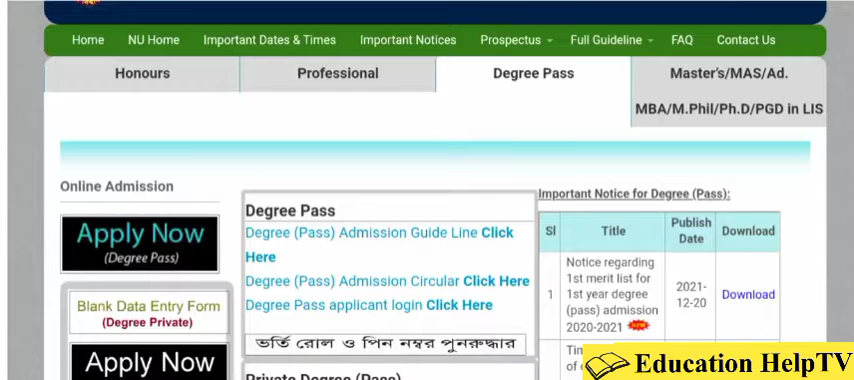 Home NU Home Important Dates & Times Important Notices Prospectus Full Guideline FAQ Contact Us
Honours Professional Degree Pass Master's/MAS/Ad.
MBA/M.Phil/Ph.D/PGD in LIS
Online Admission
Apply Now
(Degree Pass)
Blank Data Entry Form
(Degree Private)
Apply Now
Degree Pass
Degree (Pass) Admission Guide Line Click
Here
Degree (Pass) Admission Circular Click Here
Degree Pass applicant login Click Here
ভর্তি রোল ও পিন নম্বর পুনরুদ্ধার
Private Degree (Pass)
Important Notice for Degree (Pass):
Sl Title Publish Date Download
Notice regarding
1st merit list for
1 1st year degree 2021-12-20 Download
(pass) admission
2020-2021 NEW
of
Education HelpTV